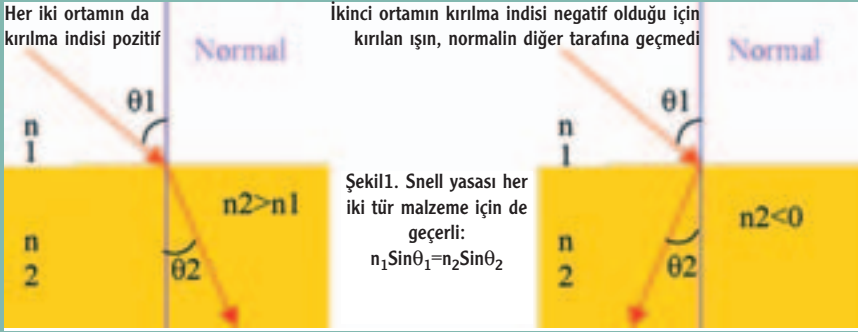 Her iki ortamın da
kırılma indisi pozitif
Normal
θ1
n
1
n2>n1
n
2
θ2
Şekil1. Snell yasası her
iki tür malzeme için de
geçerli:
n₁Sinθ₁=n₂Sinθ₂
İkinci ortamın kırılma indisi negatif olduğu için
kırılan ışın, normalin diğer tarafına geçmedi
Normal
θ1
n
1
n2<0
n
2
θ2